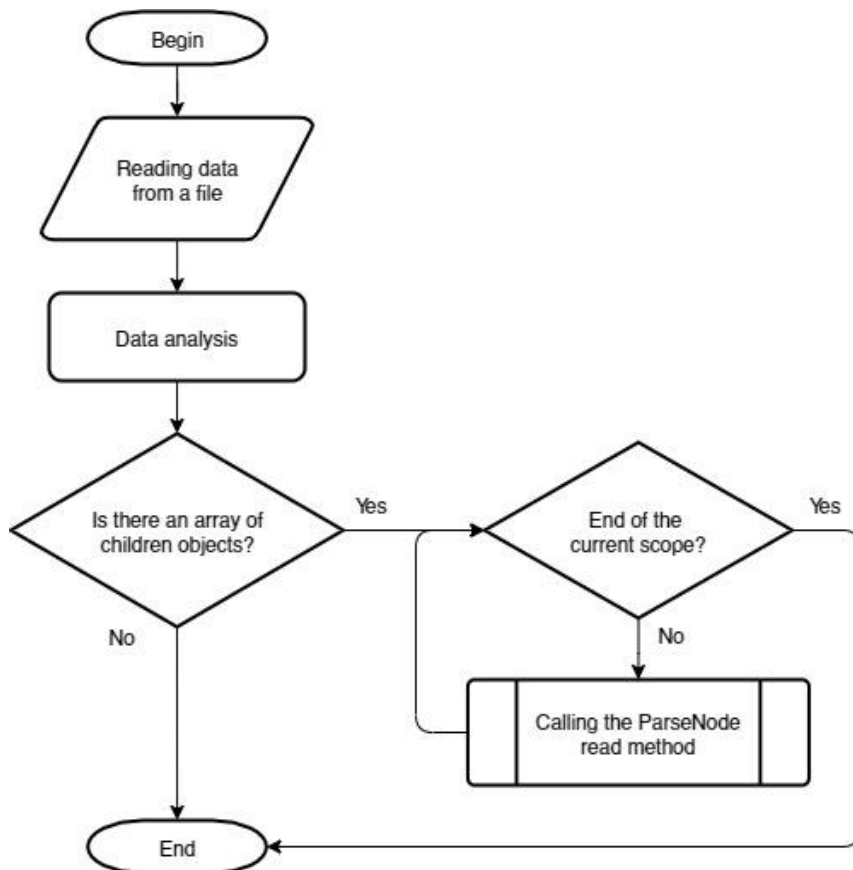 Begin
Reading data
from a file
Data analysis
Is there an array of
children objects?
Yes
No
End of the
current scope?
Yes
No
Calling the ParseNode
read method
End